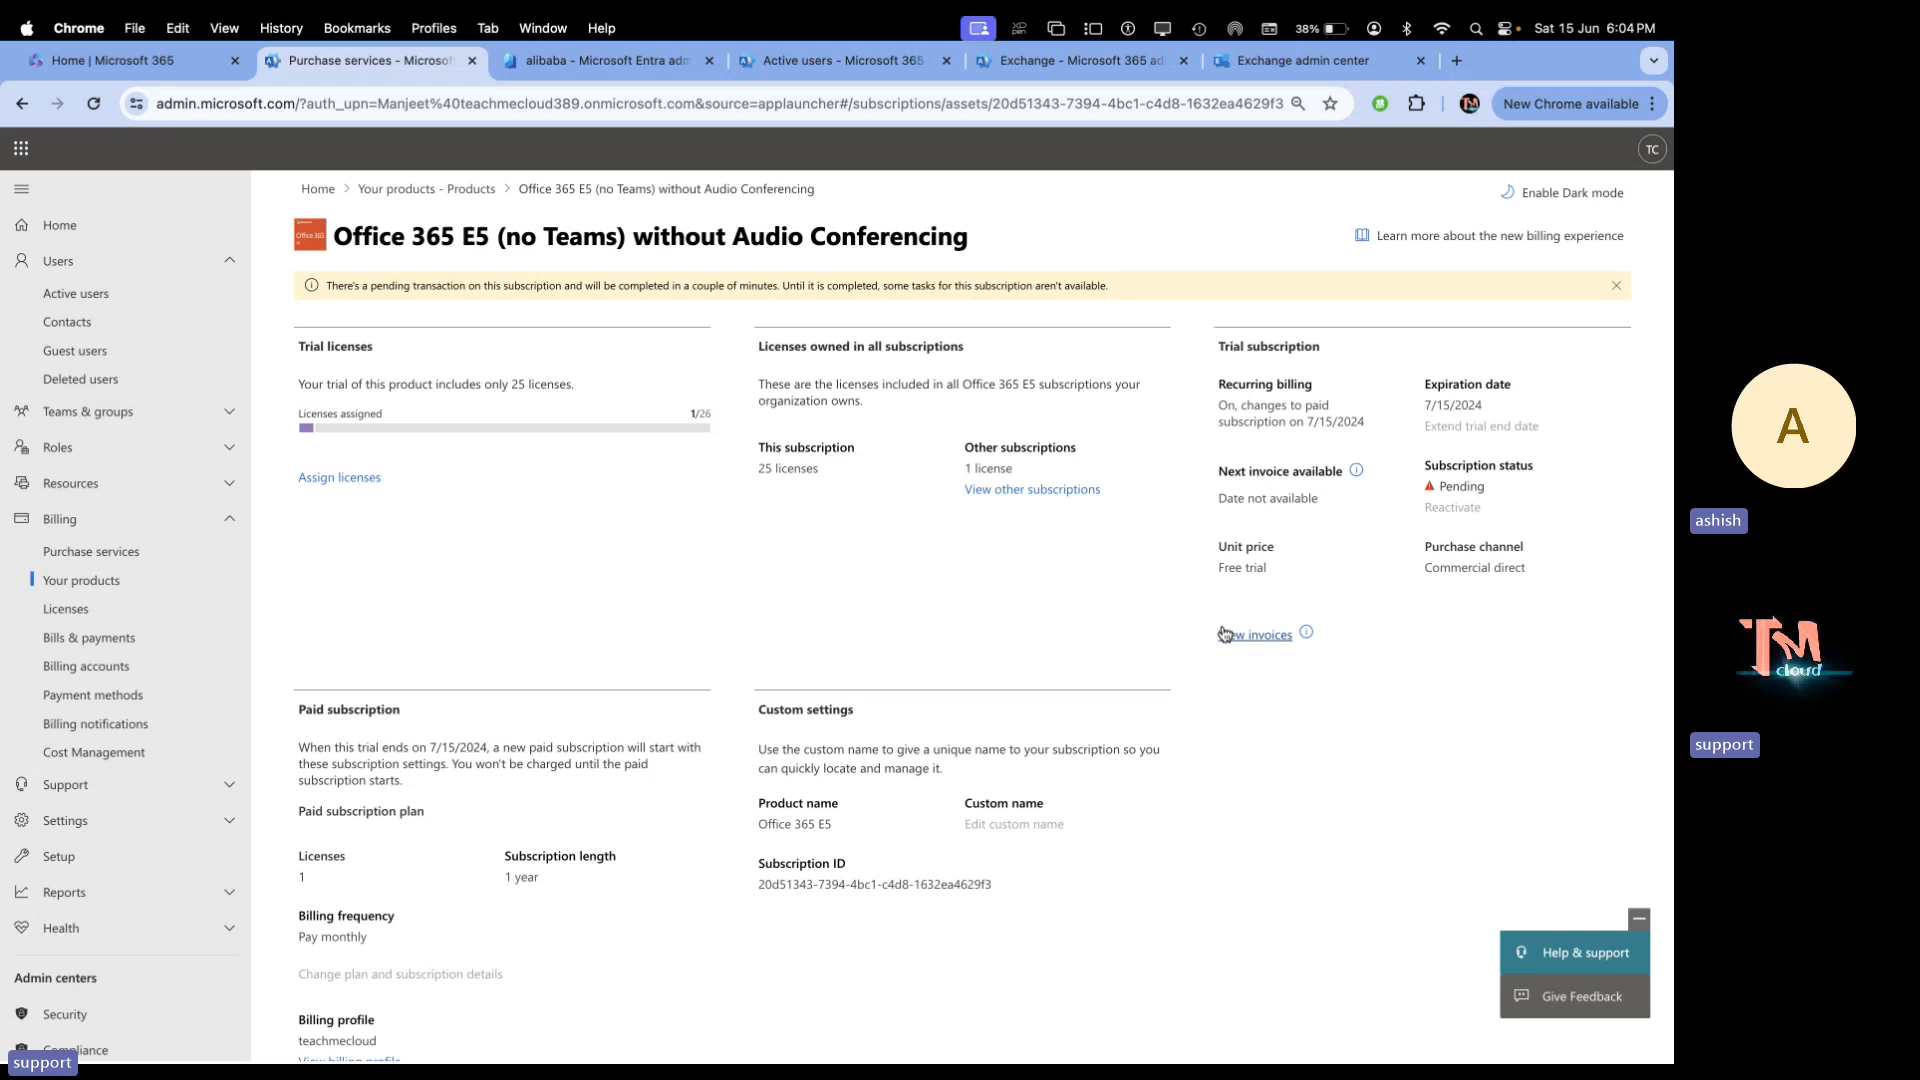 Chrome File Edit View History Bookmarks Profiles Tab Window Help 38% Sat 15 Jun 6:04 PM
Home | Microsoft 365
Purchase services - Microsof
alibaba - Microsoft Entra adm
Active users - Microsoft 365
Exchange - Microsoft 365 ad
Exchange admin center
admin.microsoft.com/?auth_upn=Manjeet%40teachmecloud389.onmicrosoft.com&source=applauncher#/subscriptions/assets/20d51343-7394-4bc1-c4d8-1632ea4629f3
New Chrome available
TC
Home
Users
Active users
Contacts
Guest users
Deleted users
Teams & groups
Roles
Resources
Billing
Purchase services
Your products
Licenses
Bills & payments
Billing accounts
Payment methods
Billing notifications
Cost Management
Support
Settings
Setup
Reports
Health
Admin centers
Security
Compliance
support
Home > Your products - Products > Office 365 E5 (no Teams) without Audio Conferencing
Enable Dark mode
Office 365
Office 365 E5 (no Teams) without Audio Conferencing
Learn more about the new billing experience
There's a pending transaction on this subscription and will be completed in a couple of minutes. Until it is completed, some tasks for this subscription aren't available.
Trial licenses
Your trial of this product includes only 25 licenses.
Licenses assigned 1/26
Assign licenses
Licenses owned in all subscriptions
These are the licenses included in all Office 365 E5 subscriptions your
organization owns.
This subscription
25 licenses
Other subscriptions
1 license
View other subscriptions
Trial subscription
Recurring billing
On, changes to paid
subscription on 7/15/2024
Expiration date
7/15/2024
Extend trial end date
Next invoice available
Date not available
Subscription status
Pending
Reactivate
Unit price
Free trial
Purchase channel
Commercial direct
invoices
Paid subscription
When this trial ends on 7/15/2024, a new paid subscription will start with
these subscription settings. You won't be charged until the paid
subscription starts.
Paid subscription plan
Licenses
1
Subscription length
1 year
Billing frequency
Pay monthly
Change plan and subscription details
Billing profile
teachmecloud
View billing profile
Custom settings
Use the custom name to give a unique name to your subscription so you
can quickly locate and manage it.
Product name
Office 365 E5
Custom name
Edit custom name
Subscription ID
20d51343-7394-4bc1-c4d8-1632ea4629f3
Help & support
Give Feedback
A
ashish
TM
cloud
support